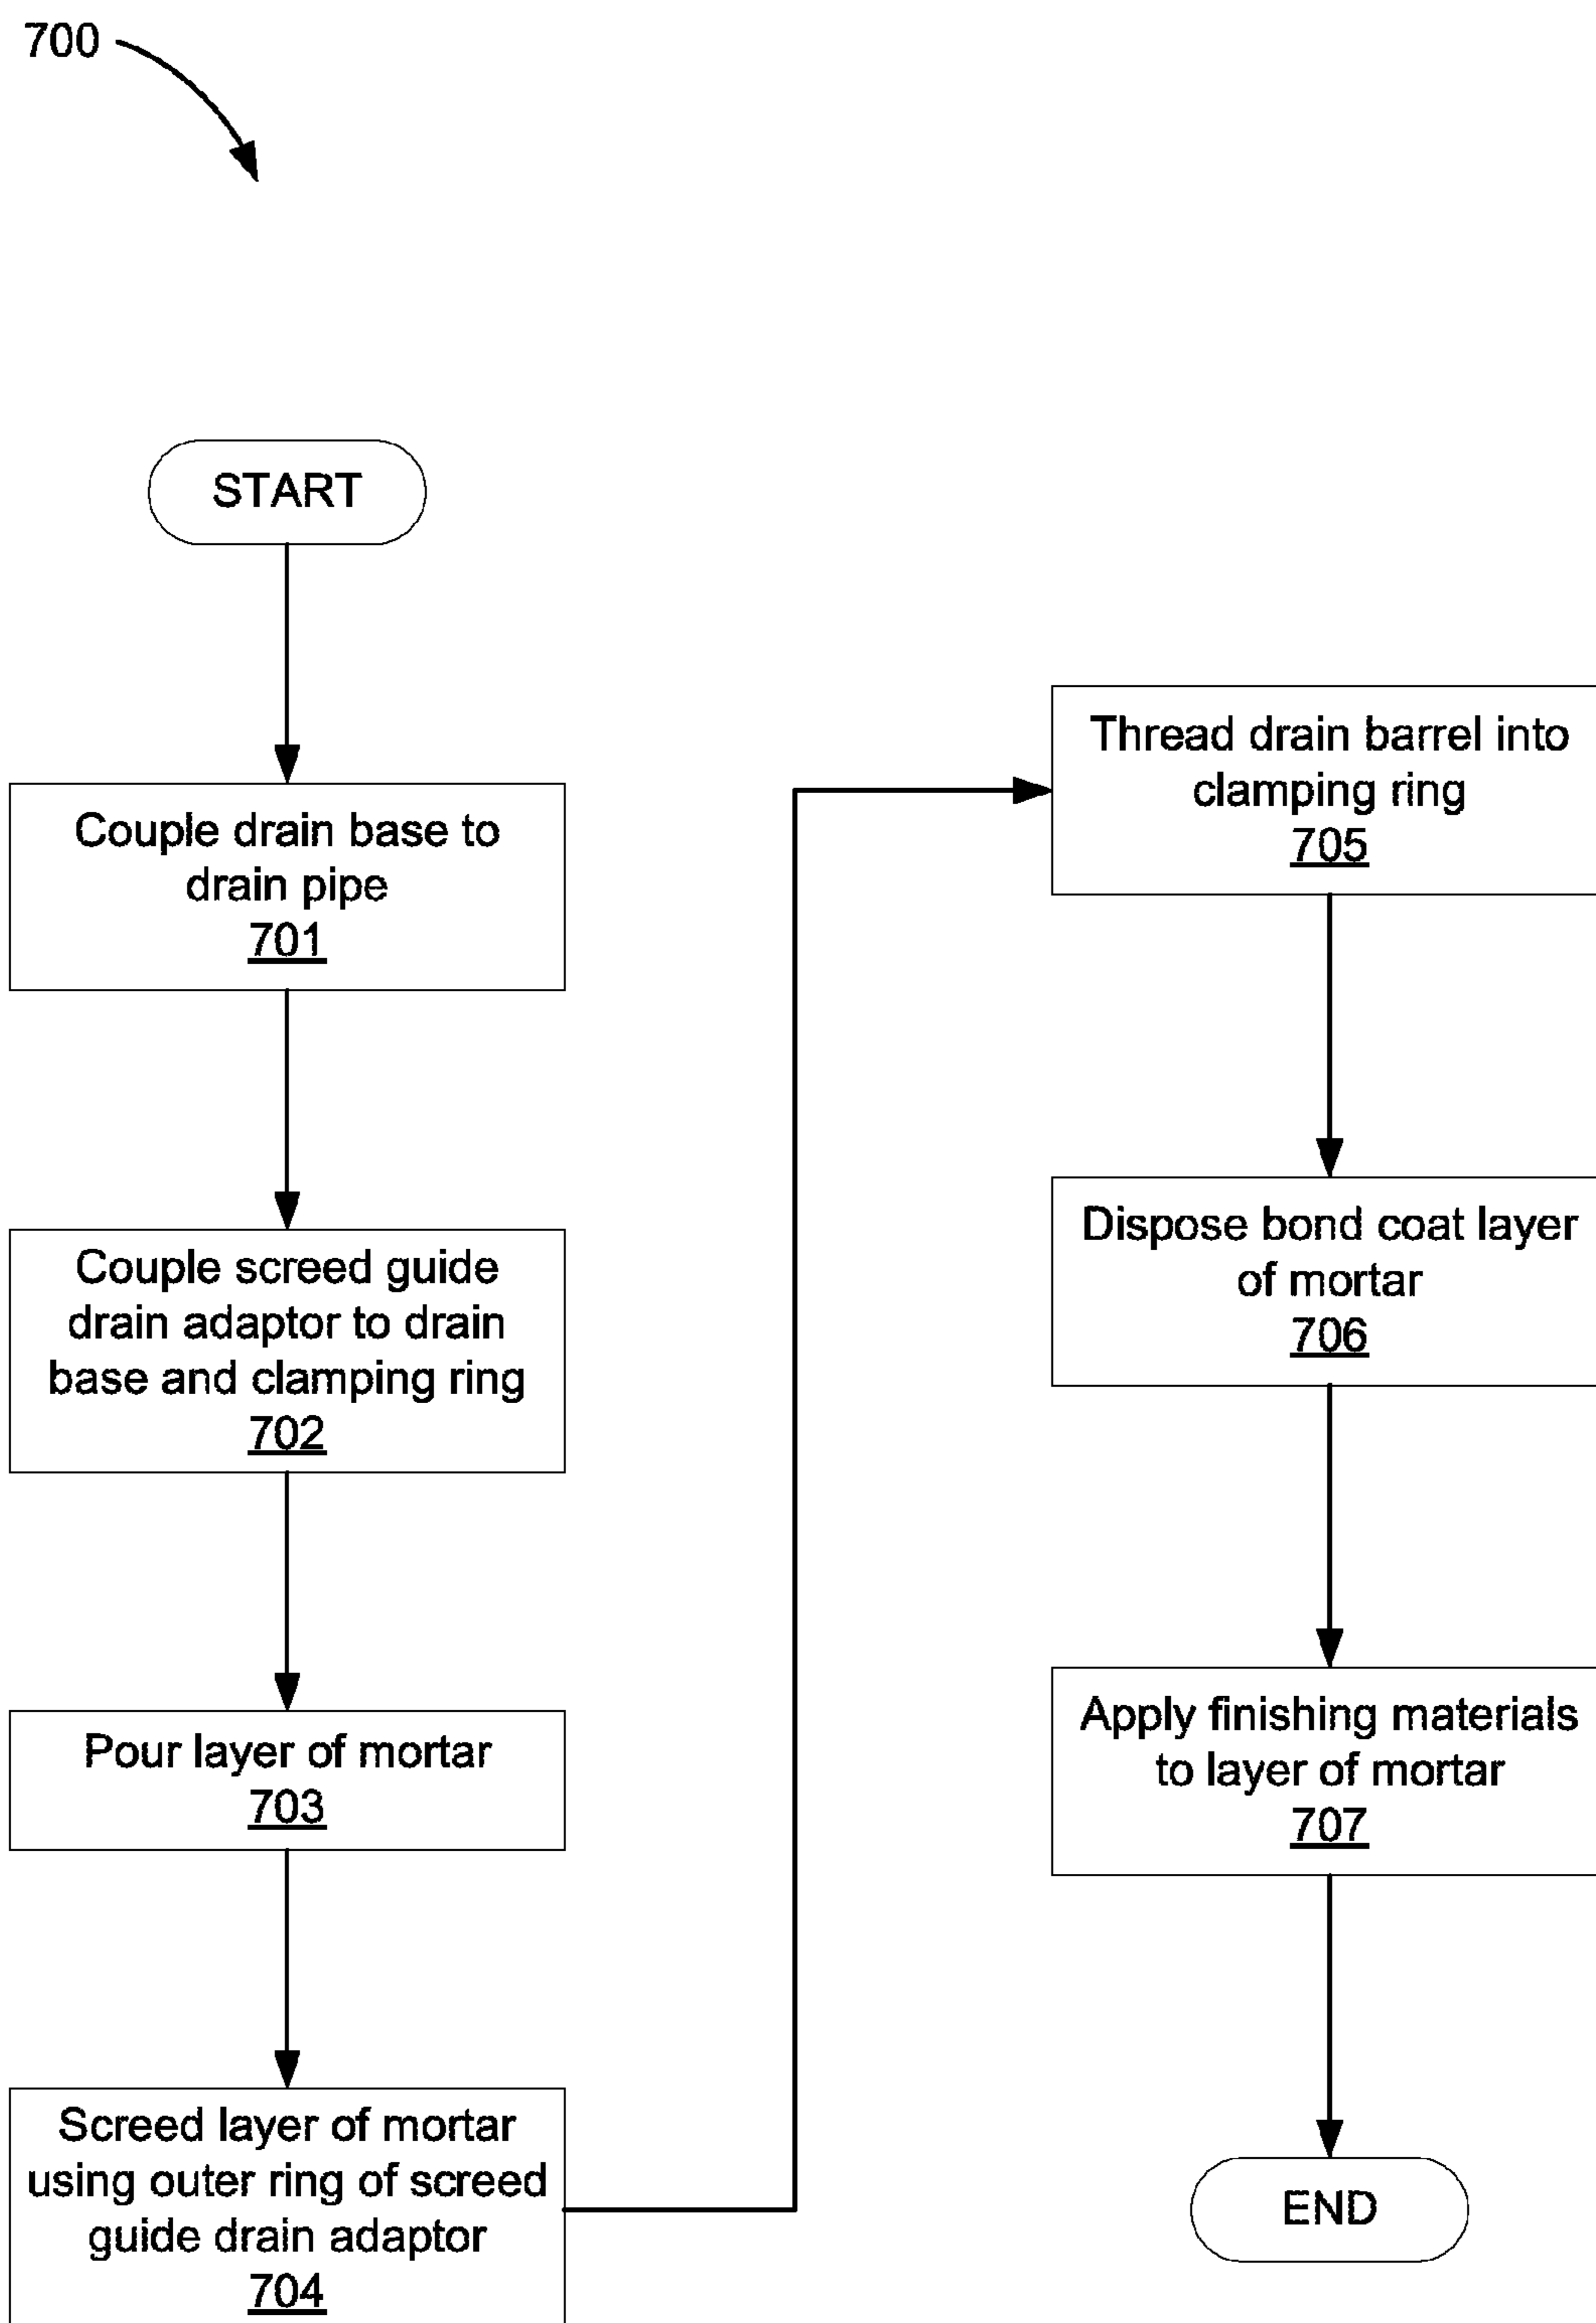 700
START
Couple drain base to
drain pipe
701
Couple screed guide
drain adaptor to drain
base and clamping ring
702
Pour layer of mortar
703
Screed layer of mortar
using outer ring of screed
guide drain adaptor
704
Thread drain barrel into
clamping ring
705
Dispose bond coat layer
of mortar
706
Apply finishing materials
to layer of mortar
707
END